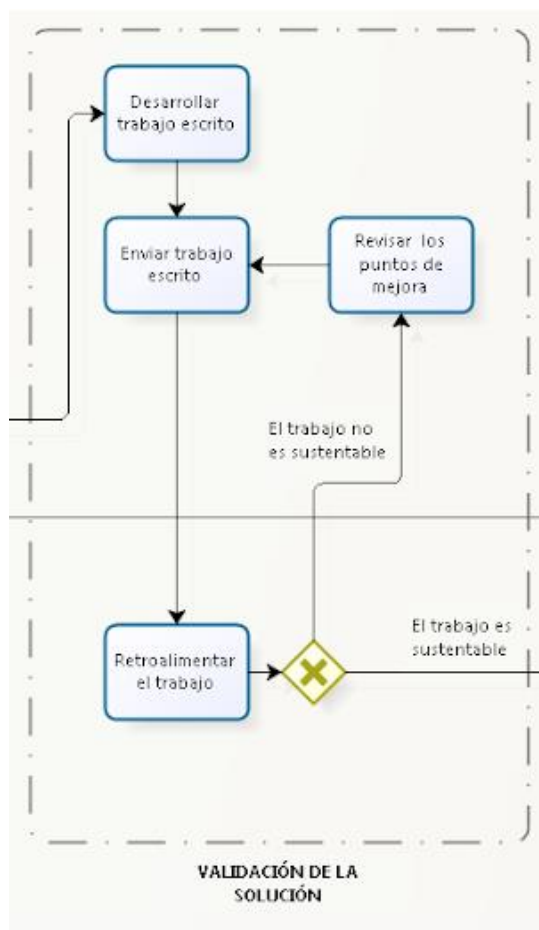 Desarrollar
trabajo escrito
Enviar trabajo
escrito
Revisar los
puntos de
mejora
El trabajo no
es sustentable
Retroalimentar
el trabajo
El trabajo es
sustentable
VALIDACIÓN DE LA
SOLUCIÓN